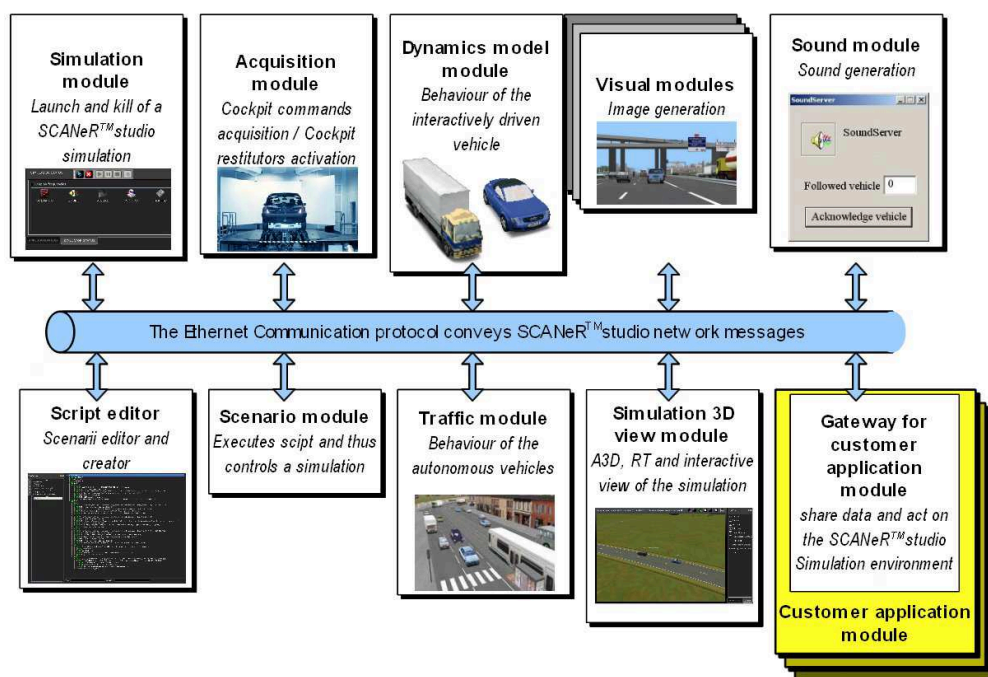 Simulation
module
Launch and kill of a
SCANeR™studio
simulation
Acquisition
module
Cockpit commands
acquisition / Cockpit
restitutors activation
Dynamics model
module
Behaviour of the
interactively driven
vehicle
Visual modules
Image generation
Sound module
Sound generation
SoundServer
SoundServer
Followed vehicle 0
Acknowledge vehicle
The Ethernet Communication protocol conveys SCANeR™studio network messages
Script editor
Scenarii editor and
creator
Scenario module
Executes scipt and thus
controls a simulation
Traffic module
Behaviour of the
autonomous vehicles
Simulation 3D
view module
A3D, RT and interactive
view of the simulation
Gateway for
customer
application
module
share data and act on
the SCANeR™studio
Simulation environment
Customer application
module